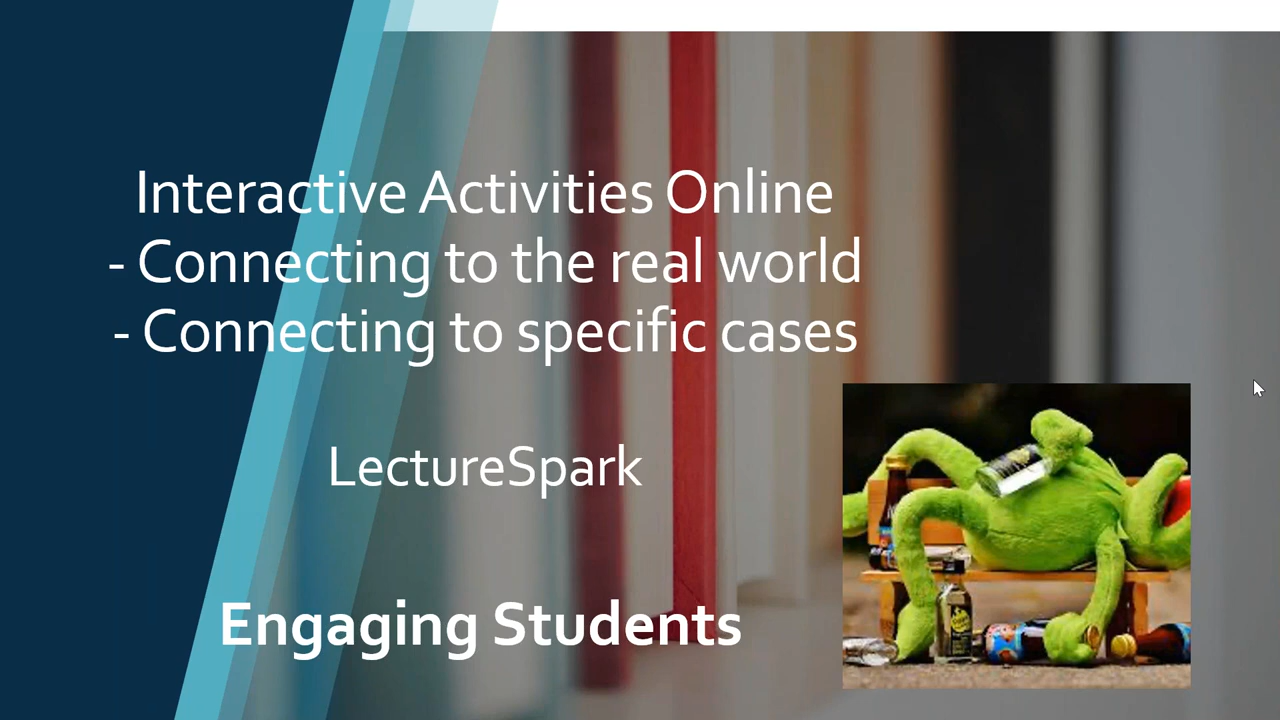 Interactive Activities Online
- Connecting to the real world
- Connecting to specific cases
LectureSpark
Engaging Students